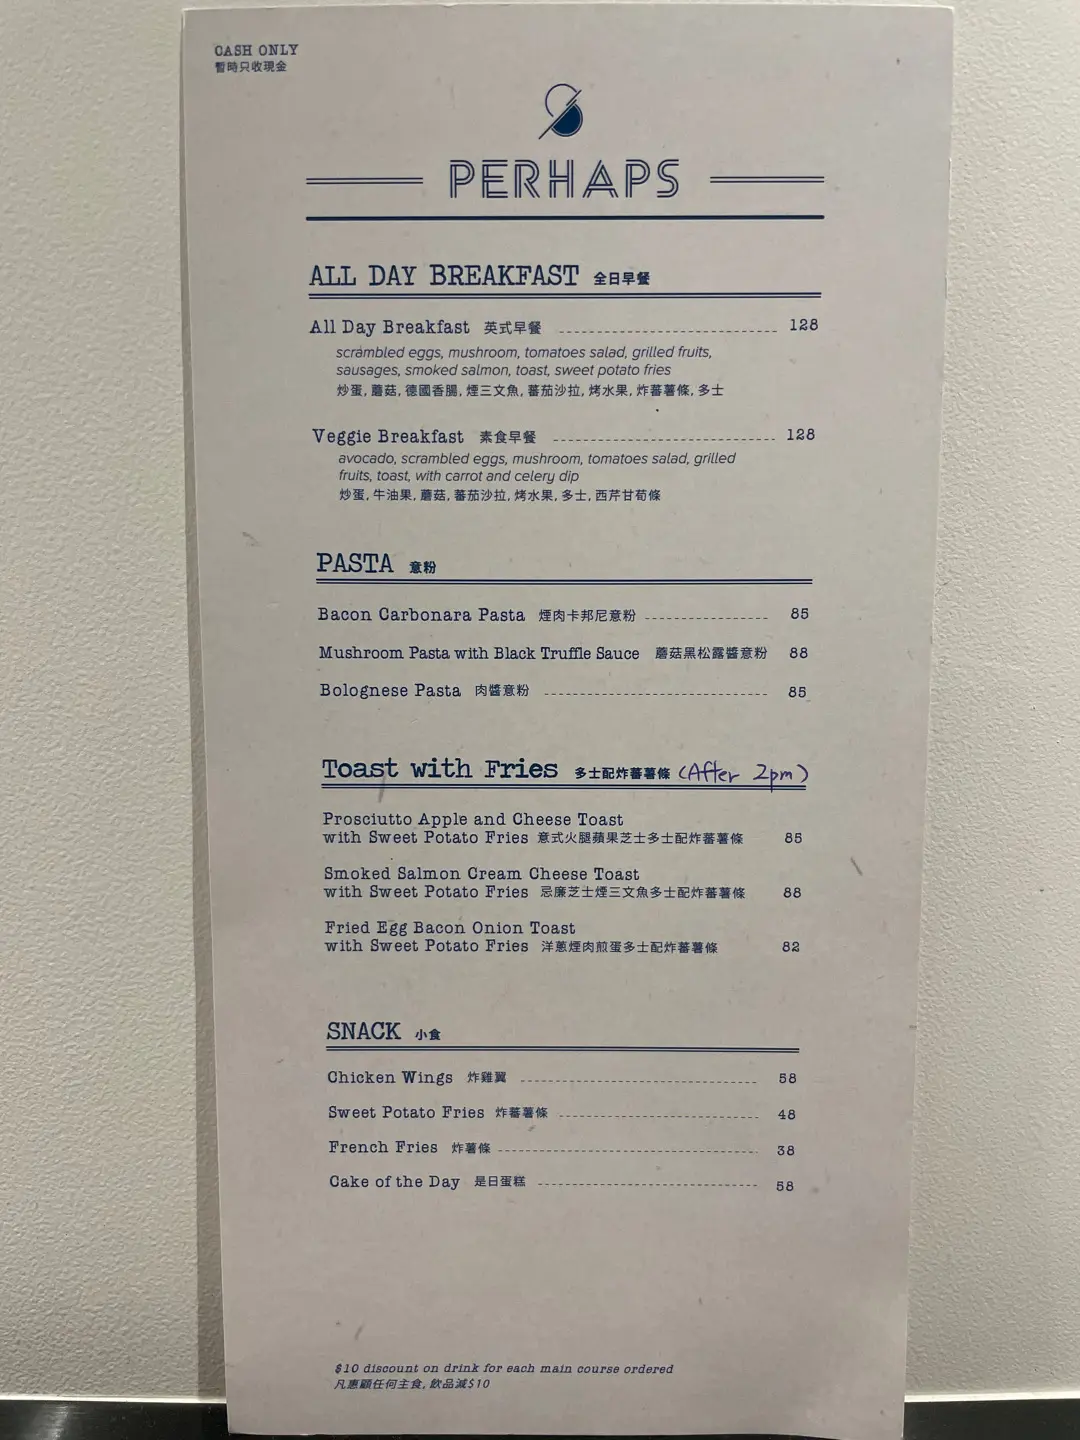 CASH ONLY
暫時只收現金
PERHAPS
ALL DAY BREAKFAST 全日早餐
All Day Breakfast 英式早餐 128
scrambled eggs, mushroom, tomatoes salad, grilled fruits,
sausages, smoked salmon, toast, sweet potato fries
炒蛋, 蘑菇, 德國香腸, 煙三文魚, 蕃茄沙拉, 烤水果, 炸蕃薯條, 多士
Veggie Breakfast 素食早餐 128
avocado, scrambled eggs, mushroom, tomatoes salad, grilled
fruits, toast, with carrot and celery dip
炒蛋, 牛油果, 蘑菇, 蕃茄沙拉, 烤水果, 多士, 西芹甘荀條
PASTA 意粉
Bacon Carbonara Pasta 煙肉卡邦尼意粉 85
Mushroom Pasta with Black Truffle Sauce 蘑菇黑松露醬意粉 88
Bolognese Pasta 肉醬意粉 85
Toast with Fries 多士配炸蕃薯條 (After 2pm)
Prosciutto Apple and Cheese Toast
with Sweet Potato Fries 意式火腿蘋果芝士多士配炸蕃薯條 85
Smoked Salmon Cream Cheese Toast
with Sweet Potato Fries 忌廉芝士煙三文魚多士配炸蕃薯條 88
Fried Egg Bacon Onion Toast
with Sweet Potato Fries 洋蔥煙肉煎蛋多士配炸蕃薯條 82
SNACK 小食
Chicken Wings 炸雞翼 58
Sweet Potato Fries 炸蕃薯條 48
French Fries 炸薯條 38
Cake of the Day 是日蛋糕 58
$10 discount on drink for each main course ordered
凡惠顧任何主食, 飲品減$10